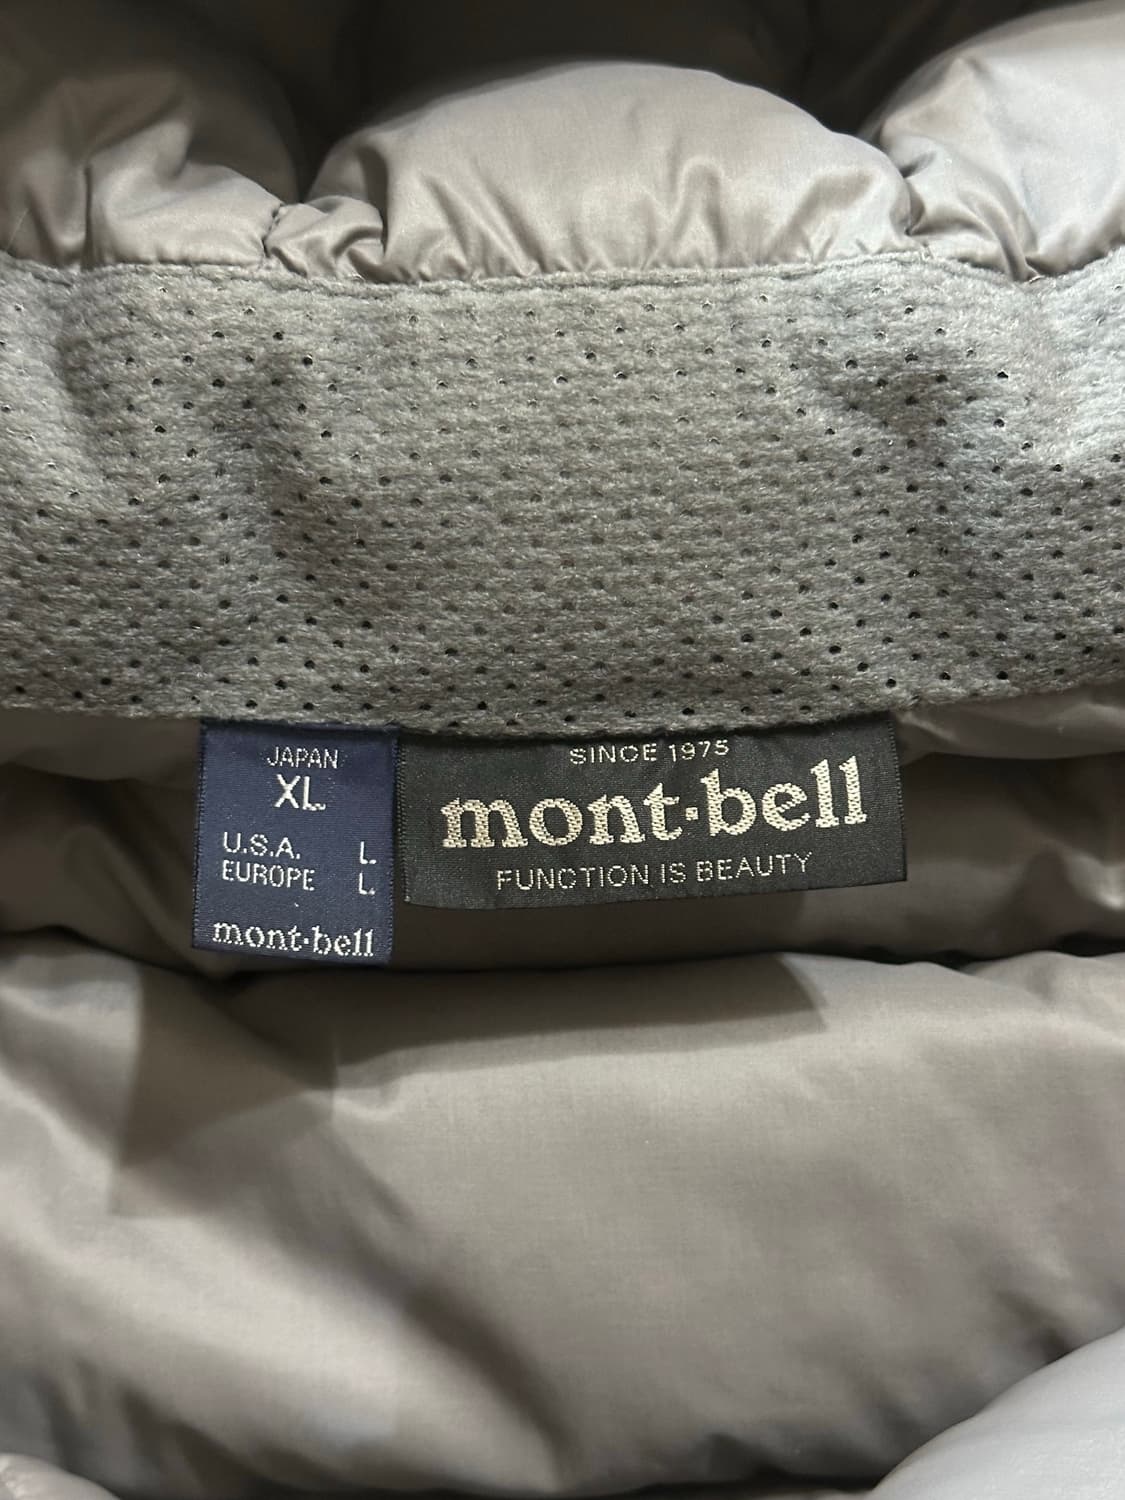 JAPAN
XL
U.S.A. L
EUROPE L
mont·bell
SINCE 1975
mont·bell
FUNCTION IS BEAUTY